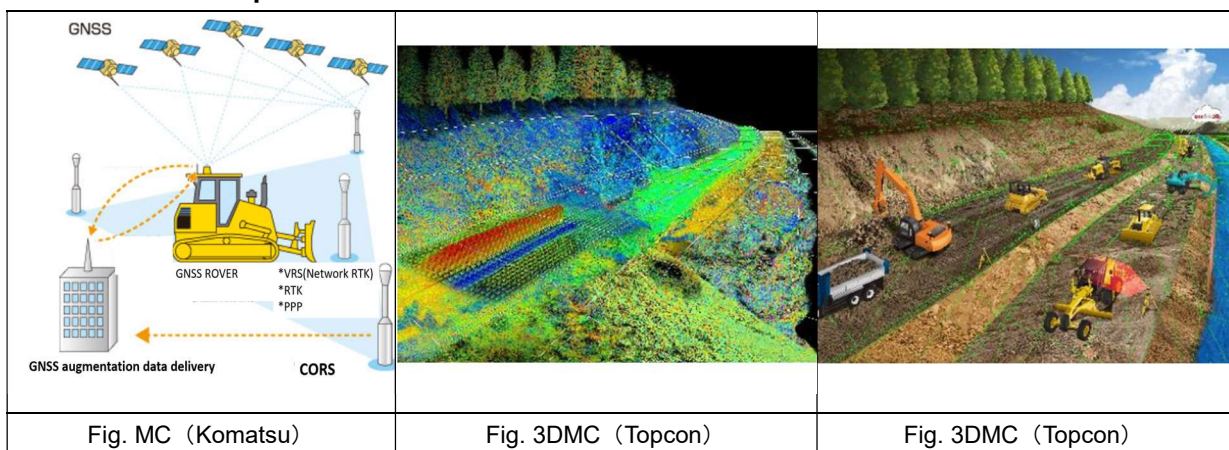 GNSS
GNSS ROVER
*VRS(Network RTK)
*RTK
*PPP
GNSS augmentation data delivery
CORS
Fig. MC（Komatsu）
Fig. 3DMC（Topcon）
Fig. 3DMC（Topcon）